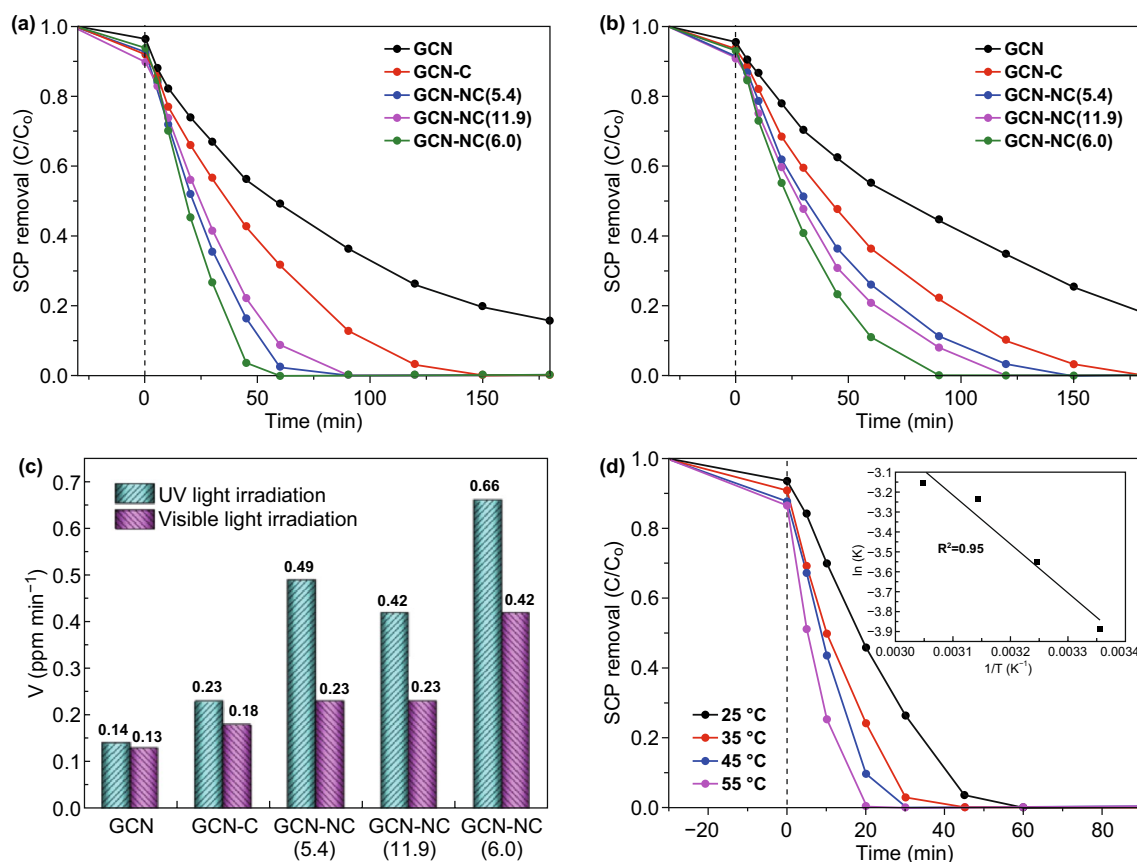 (a)
1.0
0.8
0.6
0.4
0.2
0.0
SCP removal (C/Co)
GCN
GCN-C
GCN-NC(5.4)
GCN-NC(11.9)
GCN-NC(6.0)
0 50 100 150
Time (min)
(b)
1.0
0.8
0.6
0.4
0.2
0.0
SCP removal (C/Co)
GCN
GCN-C
GCN-NC(5.4)
GCN-NC(11.9)
GCN-NC(6.0)
0 50 100 150
Time (min)
(c)
0.7
0.6
0.5
0.4
0.3
0.2
0.1
0.0
V (ppm min⁻¹)
UV light irradiation
Visible light irradiation
0.14 0.13
0.23 0.18
0.49 0.23
0.42 0.23
0.66 0.42
GCN
GCN-C
GCN-NC
(5.4)
GCN-NC
(11.9)
GCN-NC
(6.0)
(d)
1.0
0.8
0.6
0.4
0.2
0.0
SCP removal (C/Co)
25 °C
35 °C
45 °C
55 °C
−20 0 20 40 60 80
Time (min)
−3.1
−3.2
−3.3
−3.4
−3.5
−3.6
−3.7
−3.8
−3.9
ln (K)
R²=0.95
0.0030 0.0031 0.0032 0.0033 0.0034
1/T (K⁻¹)